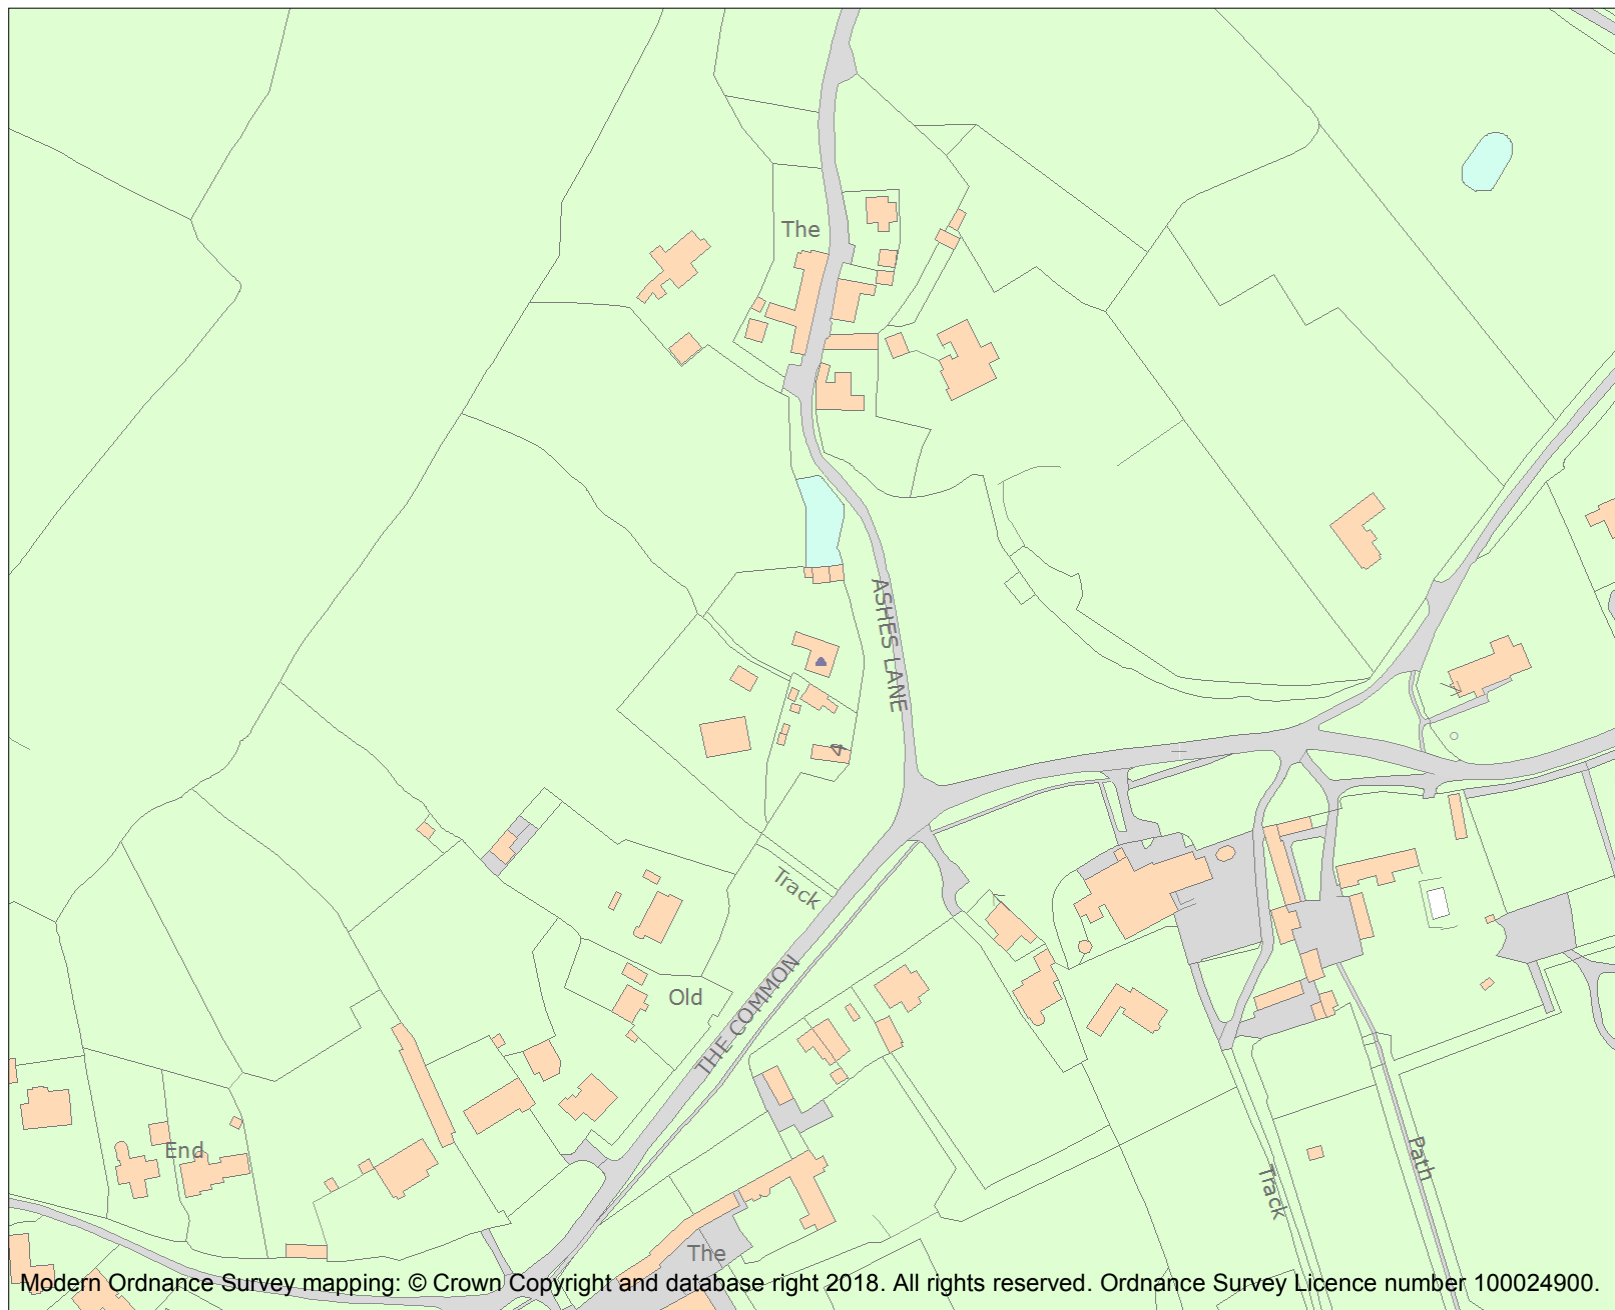 The
ASHES LANE
4
Track
THE COMMON
Old
End
Track
Path
The
Modern Ordnance Survey mapping: © Crown Copyright and database right 2018. All rights reserved. Ordnance Survey Licence number 100024900.